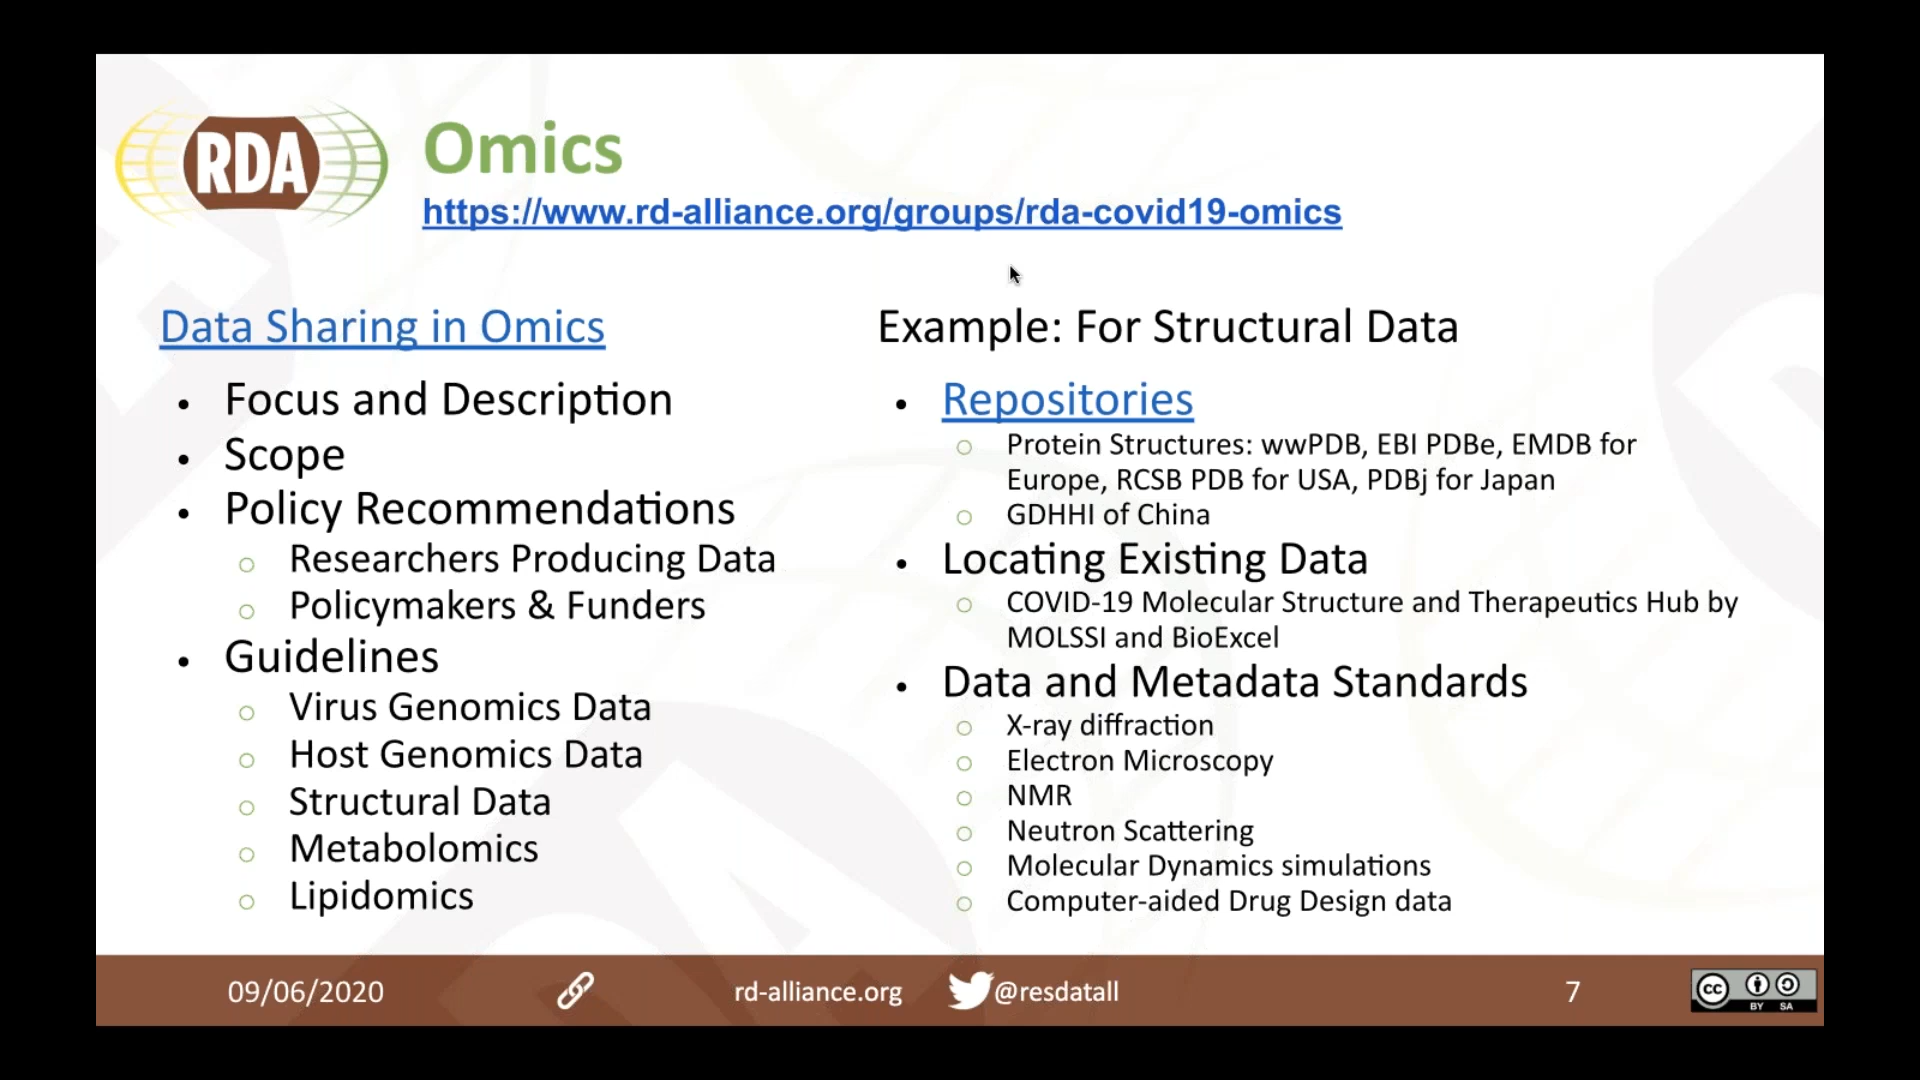 RDA
Omics
https://www.rd-alliance.org/groups/rda-covid19-omics
Data Sharing in Omics
• Focus and Description
• Scope
• Policy Recommendations
○ Researchers Producing Data
○ Policymakers & Funders
• Guidelines
○ Virus Genomics Data
○ Host Genomics Data
○ Structural Data
○ Metabolomics
○ Lipidomics
Example: For Structural Data
• Repositories
○ Protein Structures: wwPDB, EBI PDBe, EMDB for
Europe, RCSB PDB for USA, PDBj for Japan
○ GDHHI of China
• Locating Existing Data
○ COVID-19 Molecular Structure and Therapeutics Hub by
MOLSSI and BioExcel
• Data and Metadata Standards
○ X-ray diffraction
○ Electron Microscopy
○ NMR
○ Neutron Scattering
○ Molecular Dynamics simulations
○ Computer-aided Drug Design data
09/06/2020
rd-alliance.org
@resdatall
7
cc
BY SA